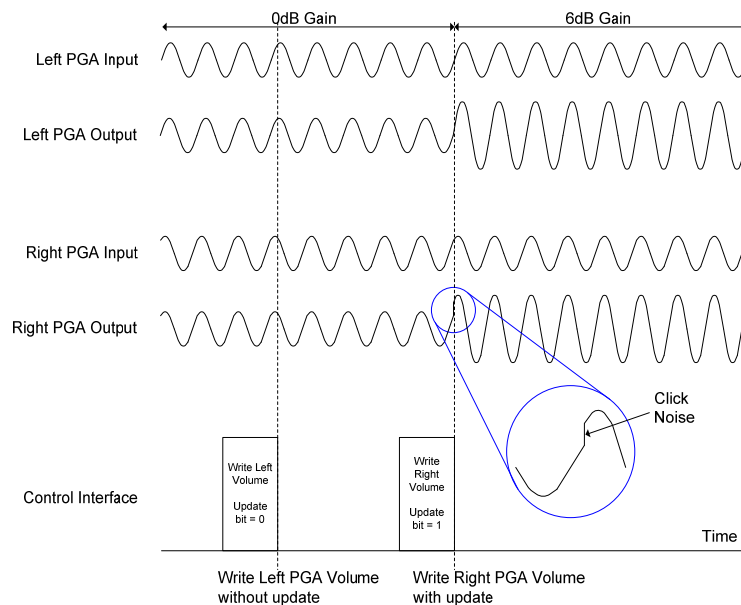 0dB Gain
6dB Gain
Left PGA Input
Left PGA Output
Right PGA Input
Right PGA Output
Click
Noise
Control Interface
Write Left
Volume
Update
bit = 0
Write
Right
Volume
Update
bit = 1
Time
Write Left PGA Volume
without update
Write Right PGA Volume
with update